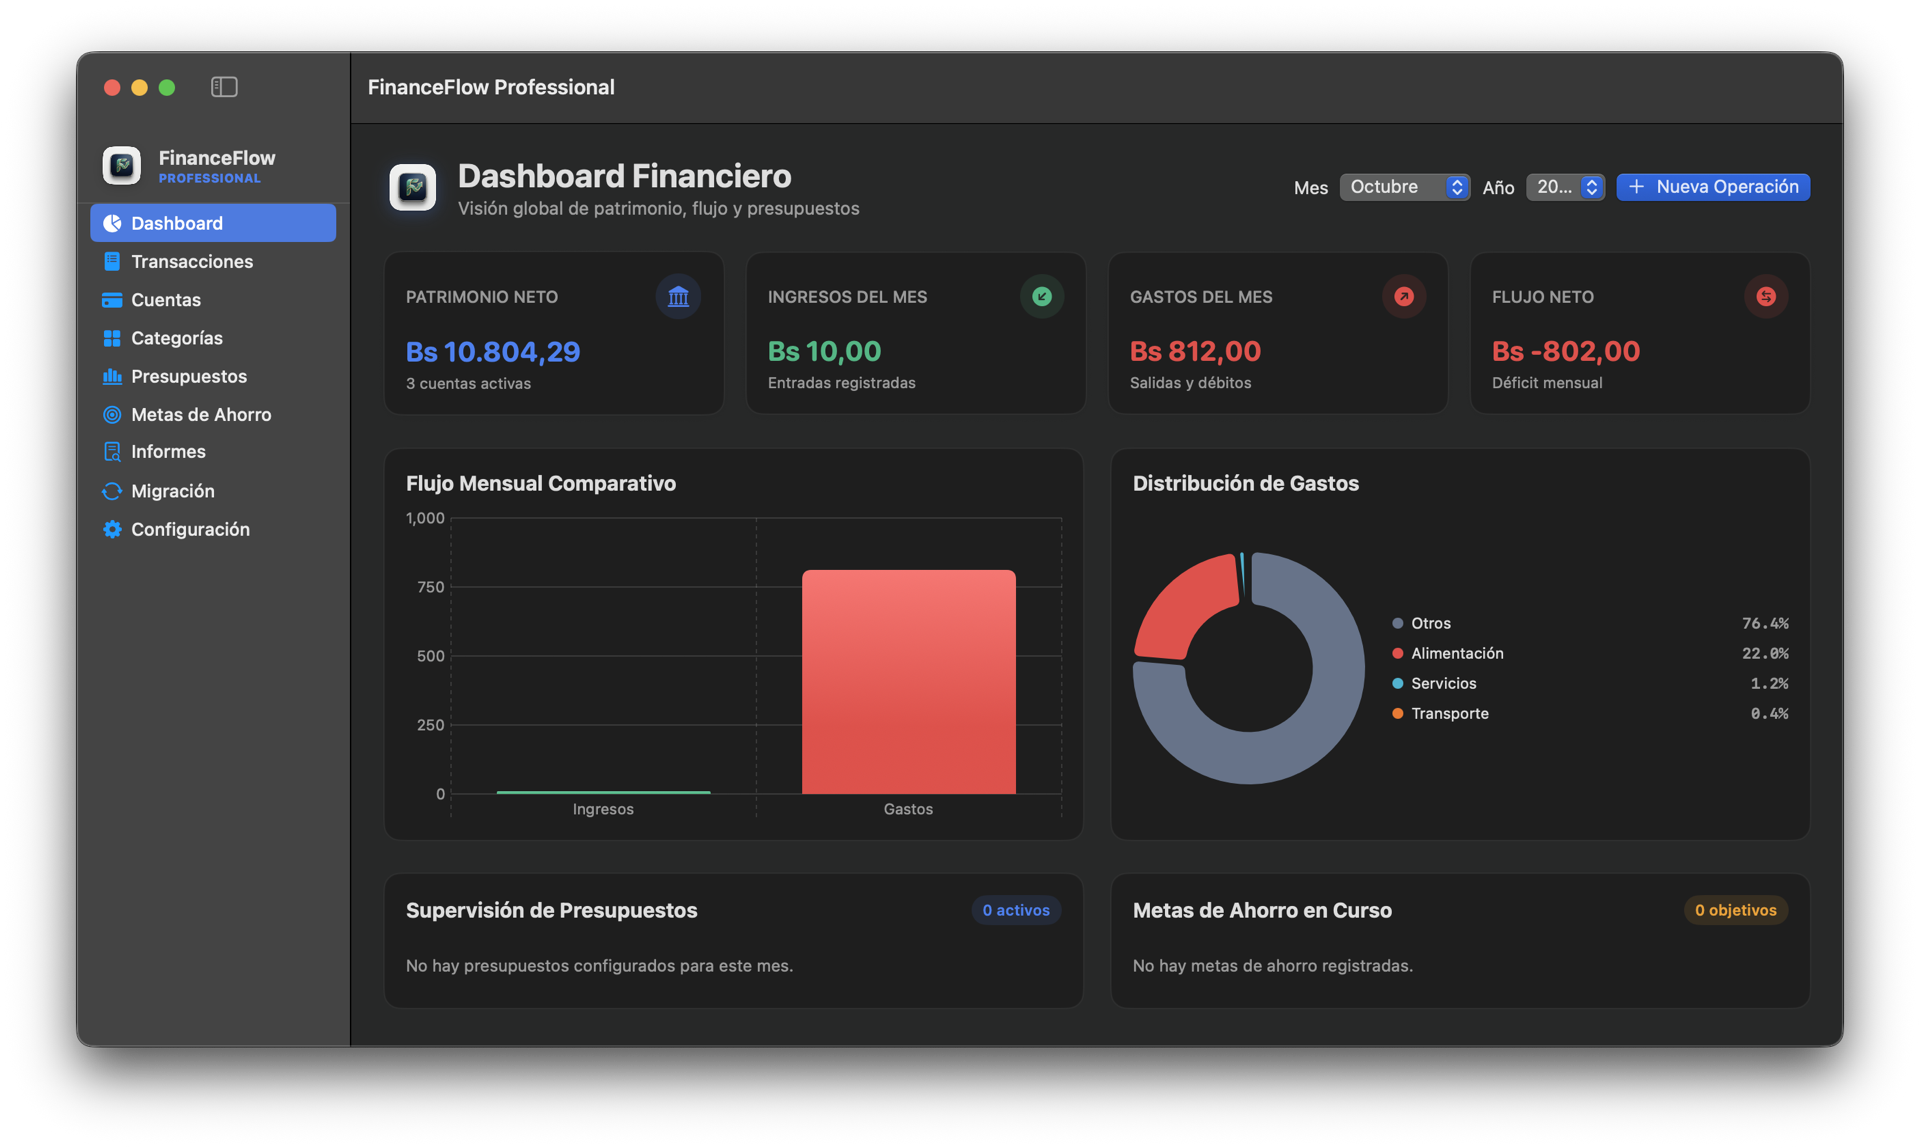 FinanceFlow Professional
FinanceFlow
PROFESSIONAL
Dashboard
Transacciones
Cuentas
Categorías
Presupuestos
Metas de Ahorro
Informes
Migración
Configuración
Dashboard Financiero
Visión global de patrimonio, flujo y presupuestos
Mes Octubre Año 20... + Nueva Operación
PATRIMONIO NETO
Bs 10.804,29
3 cuentas activas
INGRESOS DEL MES
Bs 10,00
Entradas registradas
GASTOS DEL MES
Bs 812,00
Salidas y débitos
FLUJO NETO
Bs -802,00
Déficit mensual
Flujo Mensual Comparativo
1,000
750
500
250
0
Ingresos Gastos
Distribución de Gastos
Otros 76.4%
Alimentación 22.0%
Servicios 1.2%
Transporte 0.4%
Supervisión de Presupuestos 0 activos
No hay presupuestos configurados para este mes.
Metas de Ahorro en Curso 0 objetivos
No hay metas de ahorro registradas.